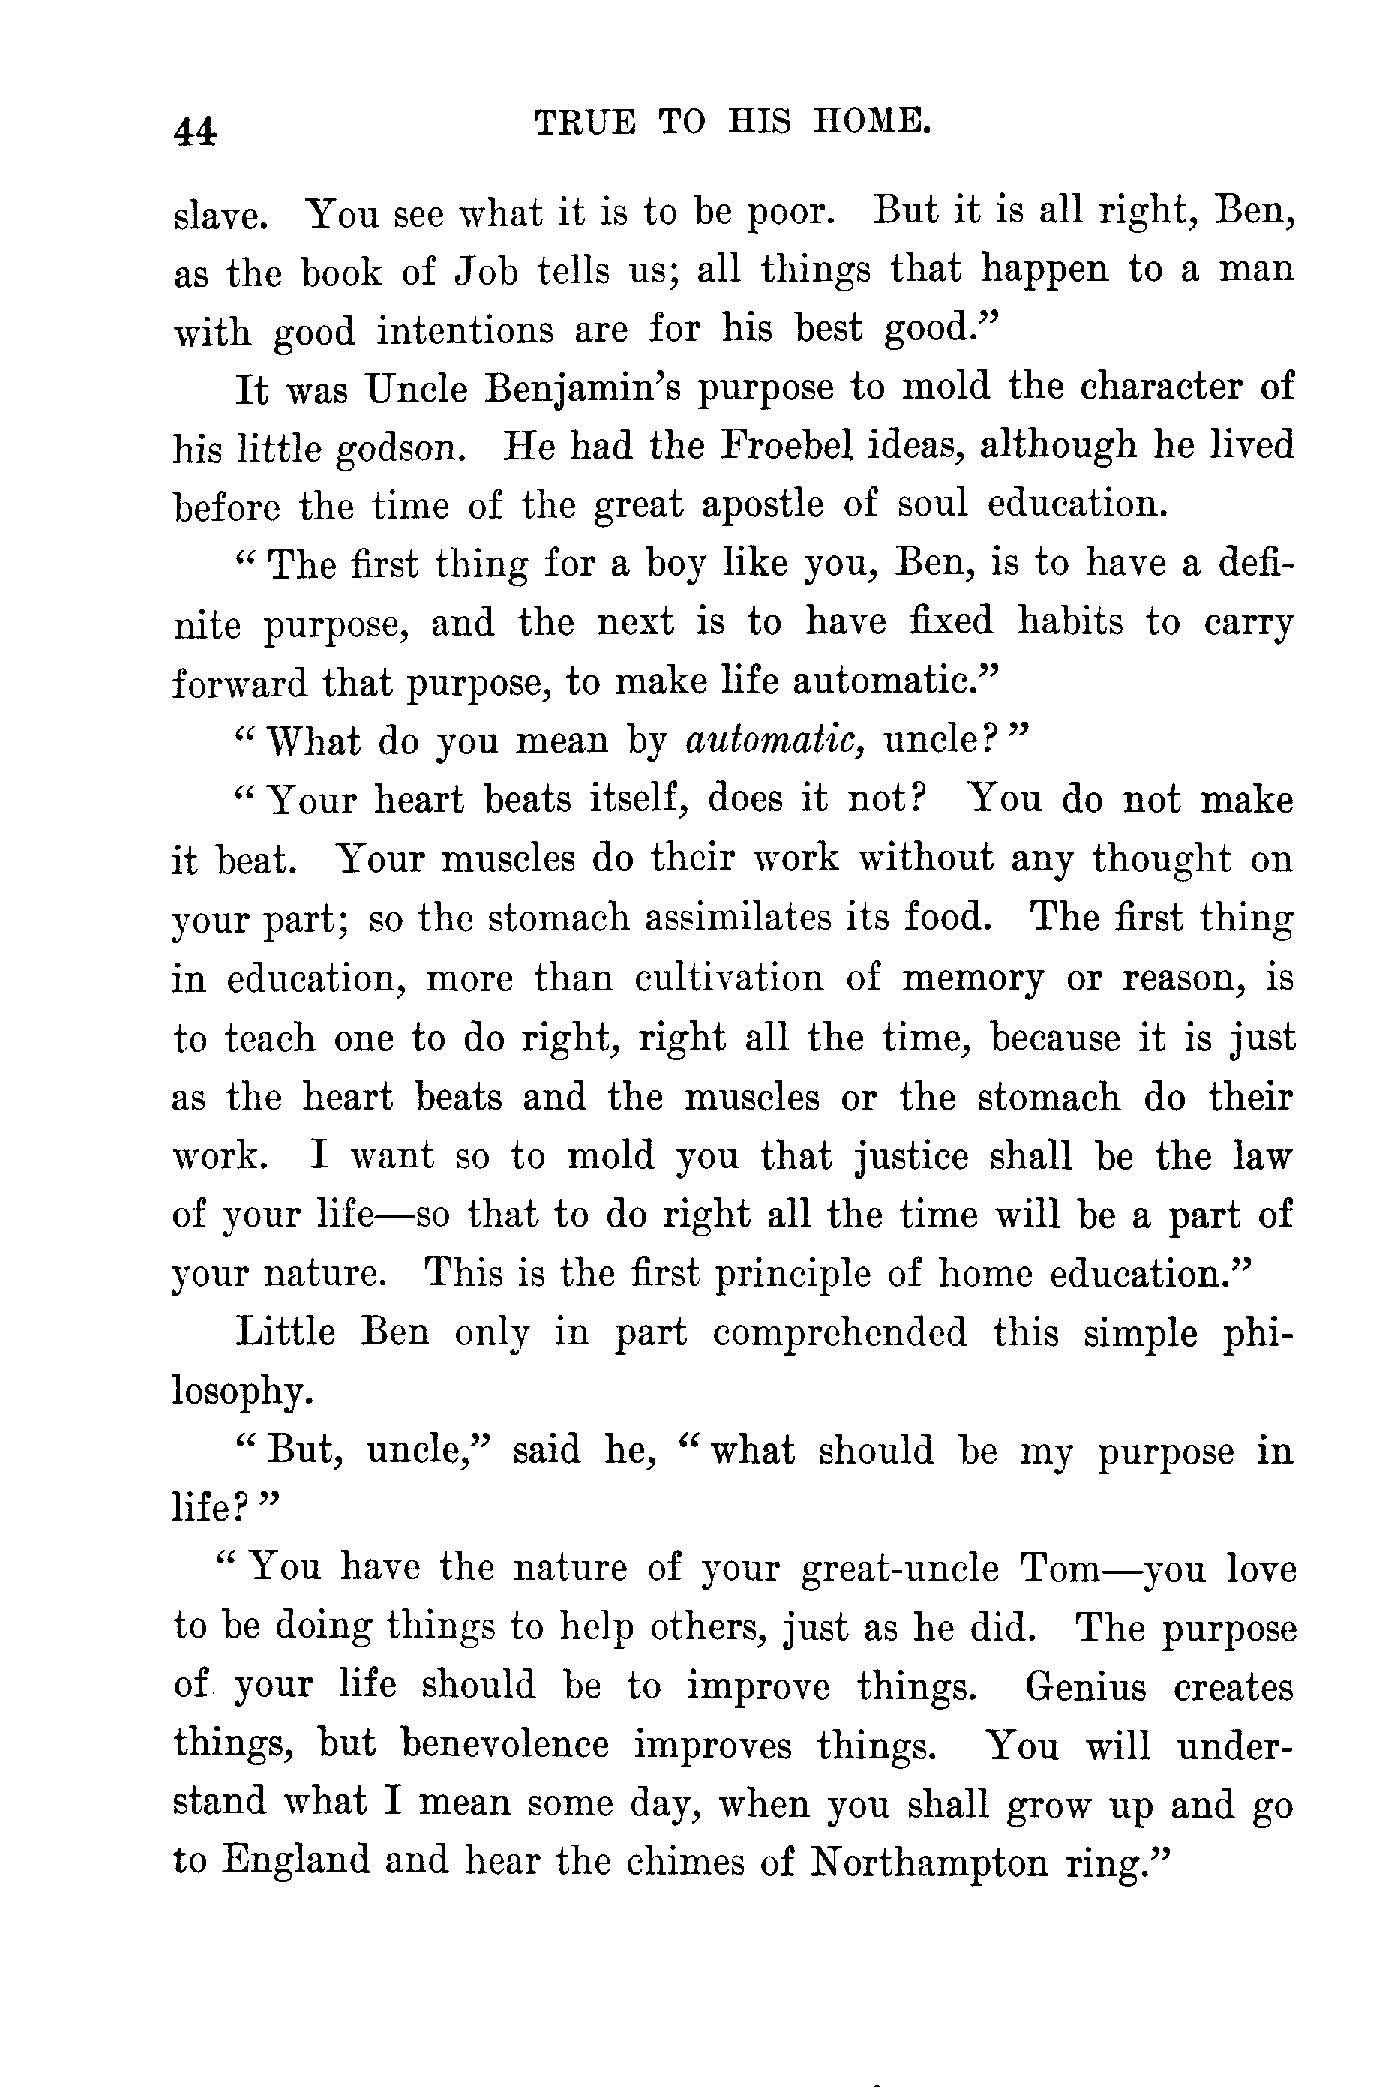 44 TRUE TO HIS HOME.
slave. You see what it is to be poor. But it is all right, Ben,
as the book of Job tells us; all things that happen to a man
with good intentions are for his best good.”
It was Uncle Benjamin’s purpose to mold the character of
his little godson. He had the Froebel ideas, although he lived
before the time of the great apostle of soul education.
“ The first thing for a boy like you, Ben, is to have a defi-
nite purpose, and the next is to have fixed habits to carry
forward that purpose, to make life automatic.”
“ What do you mean by automatic, uncle? ”
“ Your heart beats itself, does it not? You do not make
it beat. Your muscles do their work without any thought on
your part; so the stomach assimilates its food. The first thing
in education, more than cultivation of memory or reason, is
to teach one to do right, right all the time, because it is just
as the heart beats and the muscles or the stomach do their
work. I want so to mold you that justice shall be the law
of your life—so that to do right all the time will be a part of
your nature. This is the first principle of home education.”
Little Ben only in part comprehended this simple phi-
losophy.
“ But, uncle,” said he, “ what should be my purpose in
life? ”
“ You have the nature of your great-uncle Tom—you love
to be doing things to help others, just as he did. The purpose
of your life should be to improve things. Genius creates
things, but benevolence improves things. You will under-
stand what I mean some day, when you shall grow up and go
to England and hear the chimes of Northampton ring.”